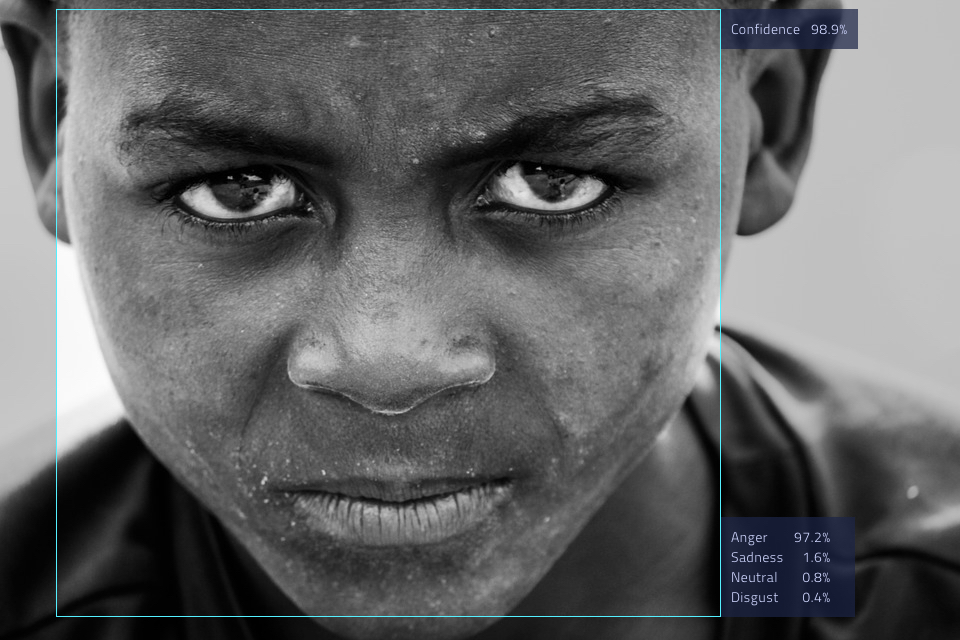 Confidence 98.9%
Anger 97.2%
Sadness 1.6%
Neutral 0.8%
Disgust 0.4%